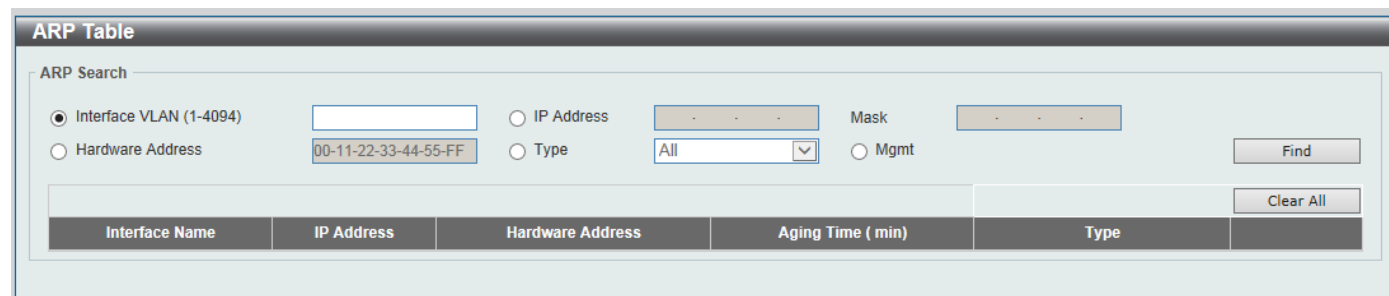 ARP Table
ARP Search
Interface VLAN (1-4094) IP Address . . . Mask . . .
Hardware Address 00-11-22-33-44-55-FF Type All Mgmt Find
Clear All
Interface Name IP Address Hardware Address Aging Time ( min) Type